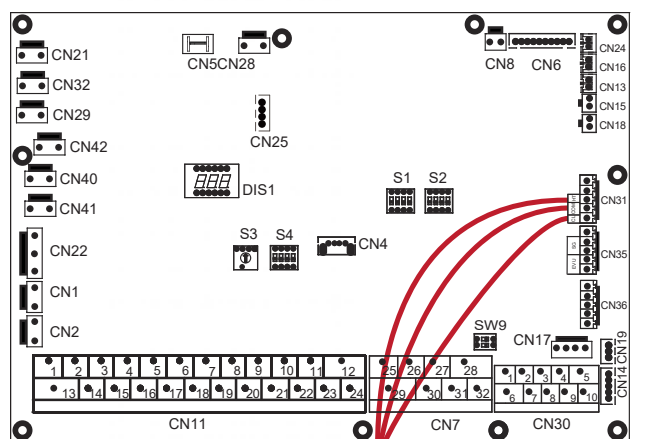 CN21
CN5 CN28
CN8
CN6
CN24
CN32
CN16
CN13
CN29
CN15
CN25
CN18
CN42
CN40
DIS1
S1
S2
CN31
CN41
CN22
S3
S4
CN4
CN35
CN1
CN36
CN2
SW9
CN17
CN19
1 2 3 4 5 6 7 8 9 10 11 12
25 26 27 28
1 2 3 4 5
CN14
13 14 15 16 17 18 19 20 21 22 23 24
29 30 31 32
6 7 8 9 10
CN11
CN7
CN30